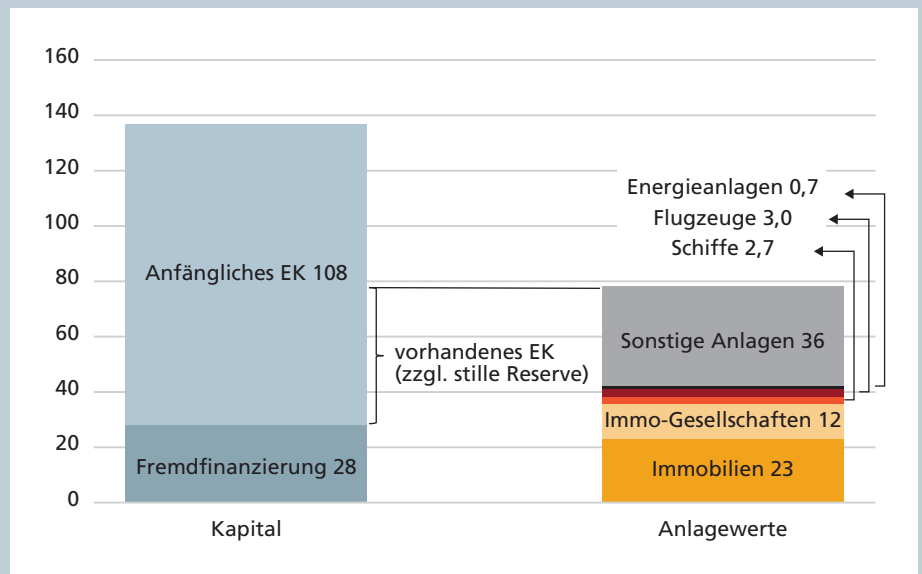 160
140
120
100
80
60
40
20
0
Energieanlagen 0,7
Flugzeuge 3,0
Schiffe 2,7
Anfängliches EK 108
Sonstige Anlagen 36
vorhandenes EK
(zzgl. stille Reserve)
Immo-Gesellschaften 12
Fremdfinanzierung 28
Immobilien 23
Kapital
Anlagewerte